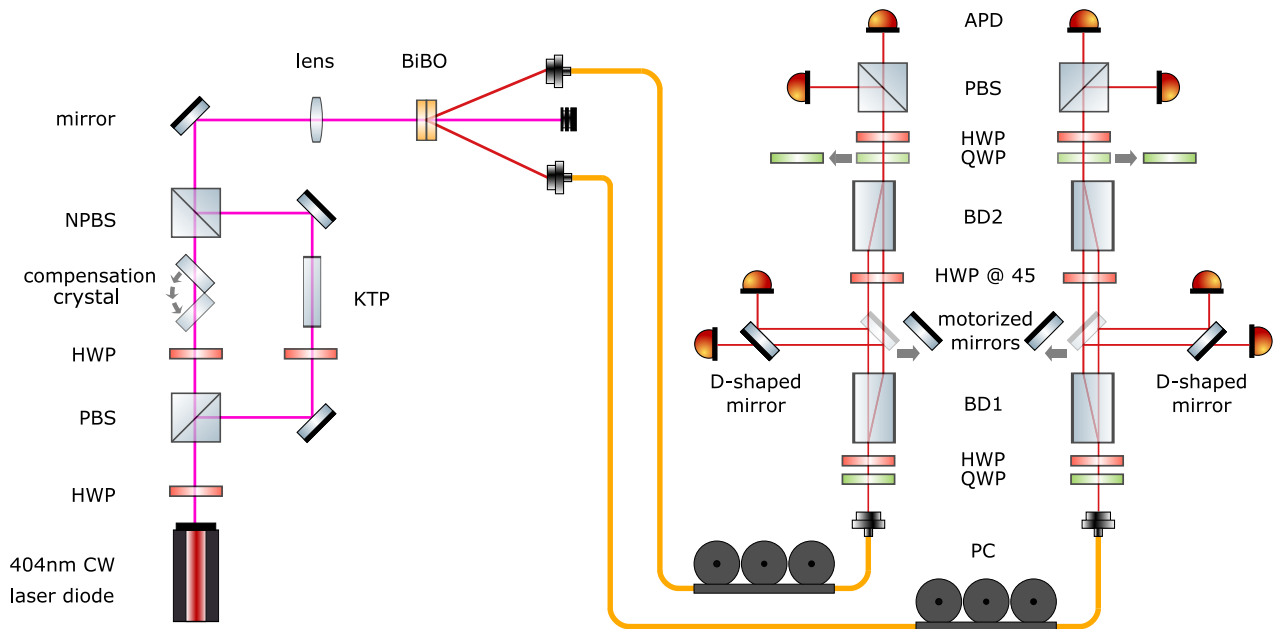 lens
BiBO
mirror
NPBS
compensation
crystal
KTP
HWP
PBS
HWP
404nm CW
laser diode
APD
PBS
HWP
QWP
BD2
HWP @ 45
motorized
mirrors
D-shaped
mirror
D-shaped
mirror
BD1
HWP
QWP
PC